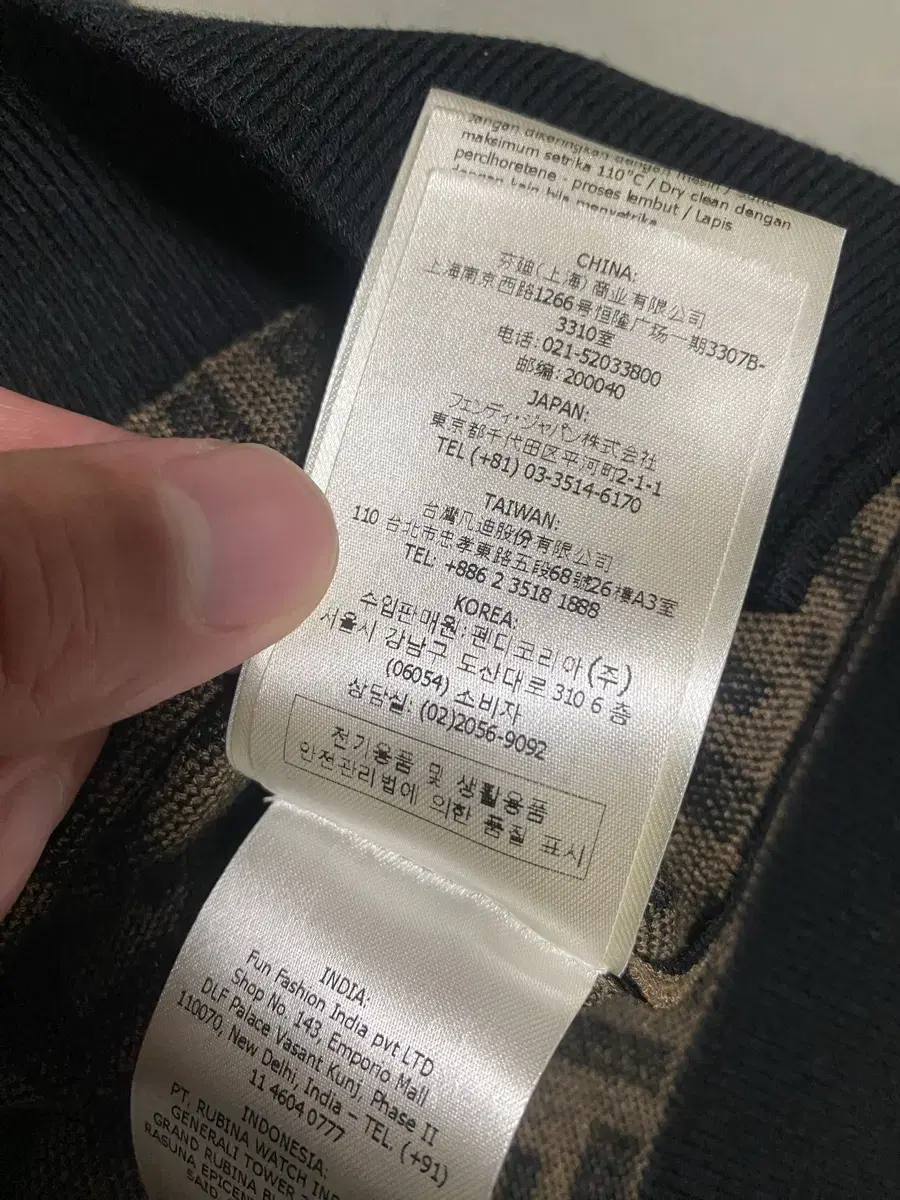 maksimum setrika 110°C / Dry clean dengan
perclhoretene - proses lembut / Lapis
CHINA:
芬迪(上海)商业有限公司
上海南京西路1266号恒隆广场一期3307B-
3310室
电话:021-52033800
邮编:200040
JAPAN:
フェンディ・ジャパン株式会社
東京都千代田区平河町2-1-1
TEL (+81) 03-3514-6170
TAIWAN:
台灣凡迪股份有限公司
110 台北市忠孝東路五段68號26樓A3室
TEL: +886 2 3518 1888
KOREA:
수입판매원: 펜디코리아(주)
서울시 강남구 도산대로 310 6 층
(06054) 소비자
상담실: (02)2056-9092
전기용품 및 생활용품
안전관리법에 의한 품질 표시
INDIA:
Fun Fashion India pvt LTD
Shop No. 143, Emporio Mall
DLF Palace Vasant Kunj, Phase II
110070, New Delhi, India - TEL. (+91)
11 4604 0777
INDONESIA:
PT. RUBINA WATCH
GENERALI TOWER -
GRAND RUBINA
RASUNA EPICEN